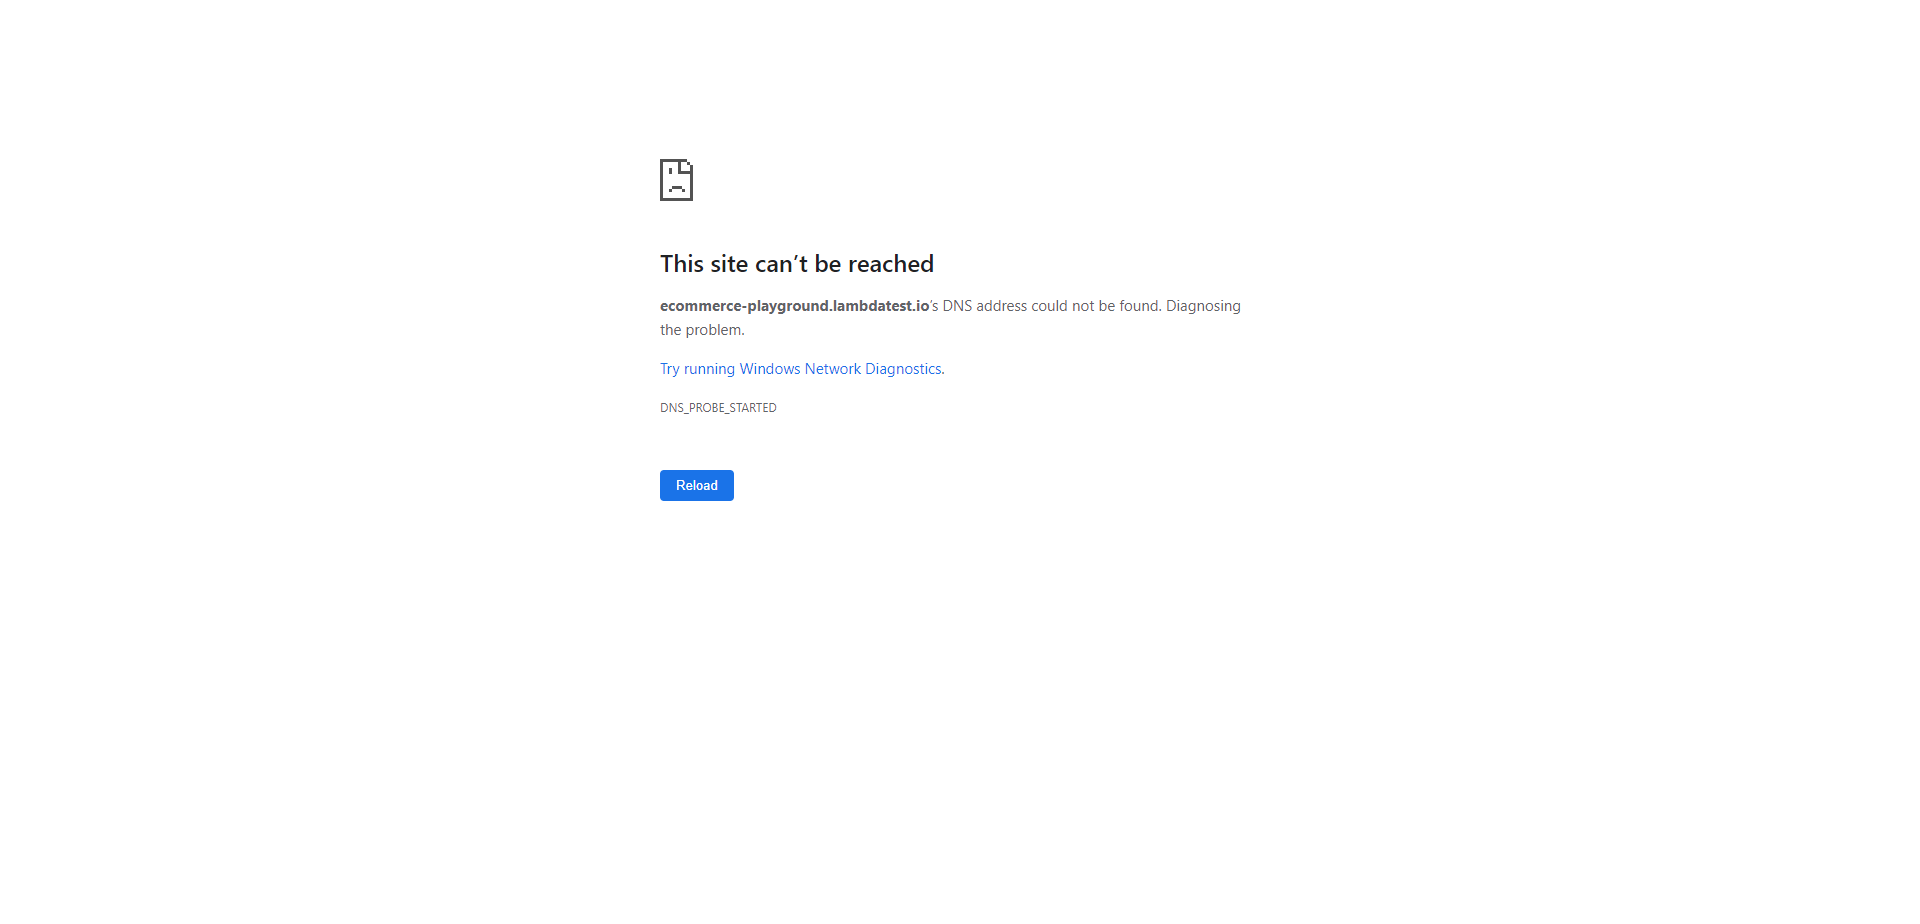 This site can’t be reached
ecommerce-playground.lambdatest.io’s DNS address could not be found. Diagnosing
the problem.
Try running Windows Network Diagnostics.
DNS_PROBE_STARTED
Reload